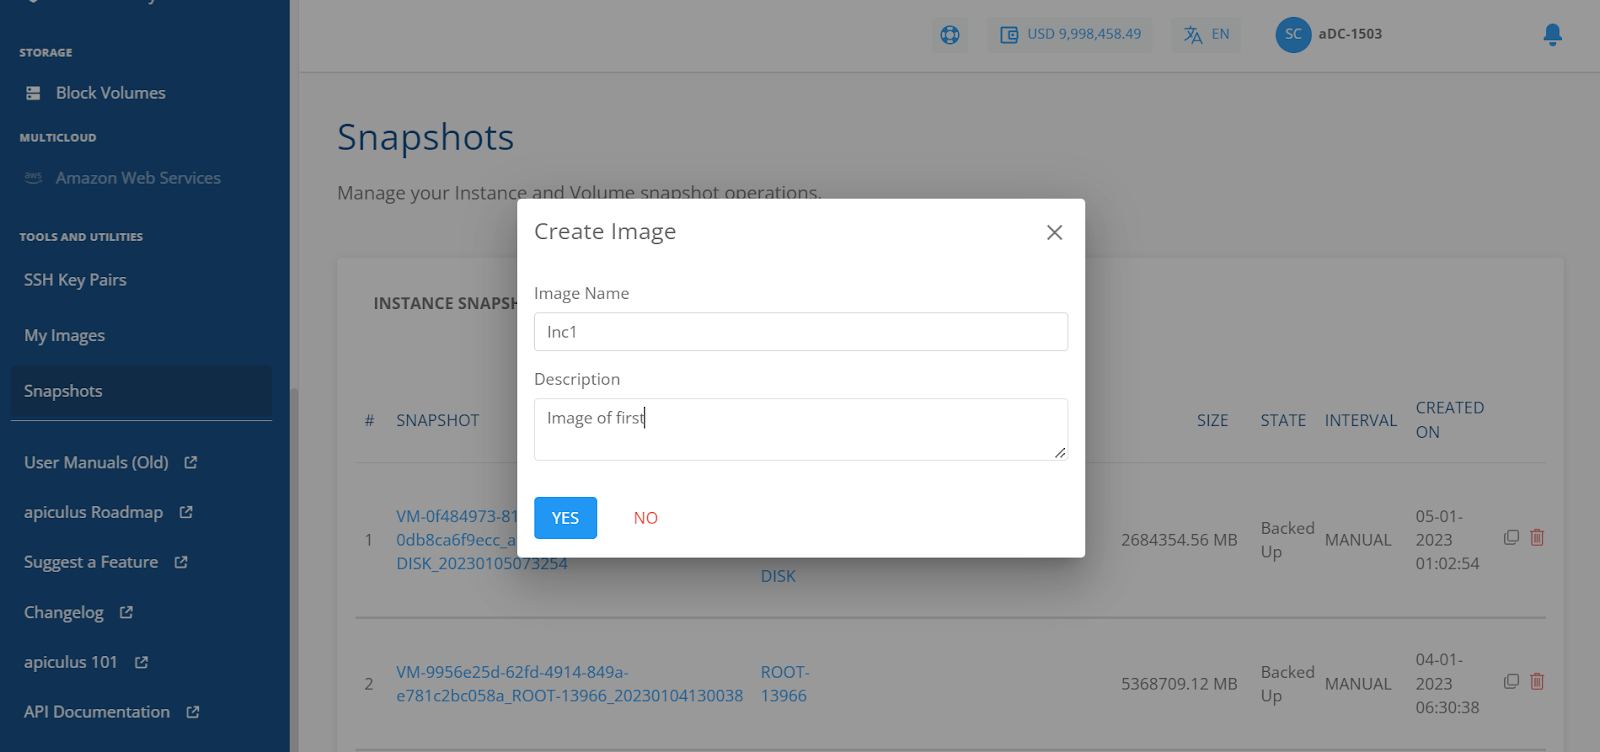 STORAGE
Block Volumes
MULTICLOUD
aws Amazon Web Services
TOOLS AND UTILITIES
SSH Key Pairs
My Images
Snapshots
User Manuals (Old)
apiculus Roadmap
Suggest a Feature
Changelog
apiculus 101
API Documentation
USD 9,998,458.49
EN
SC aDC-1503
Snapshots
Manage your Instance and Volume snapshot operations.
INSTANCE SNAPSH
Create Image
Image Name
Inc1
Description
Image of first
YES NO
# SNAPSHOT SIZE STATE INTERVAL CREATED ON
1
VM-0f484973-81
0db8ca6f9ecc_a
DISK_20230105073254
DISK
2684354.56 MB
Backed
Up
MANUAL
05-01-
2023
01:02:54
2
VM-9956e25d-62fd-4914-849a-
e781c2bc058a_ROOT-13966_20230104130038
ROOT-
13966
5368709.12 MB
Backed
Up
MANUAL
04-01-
2023
06:30:38